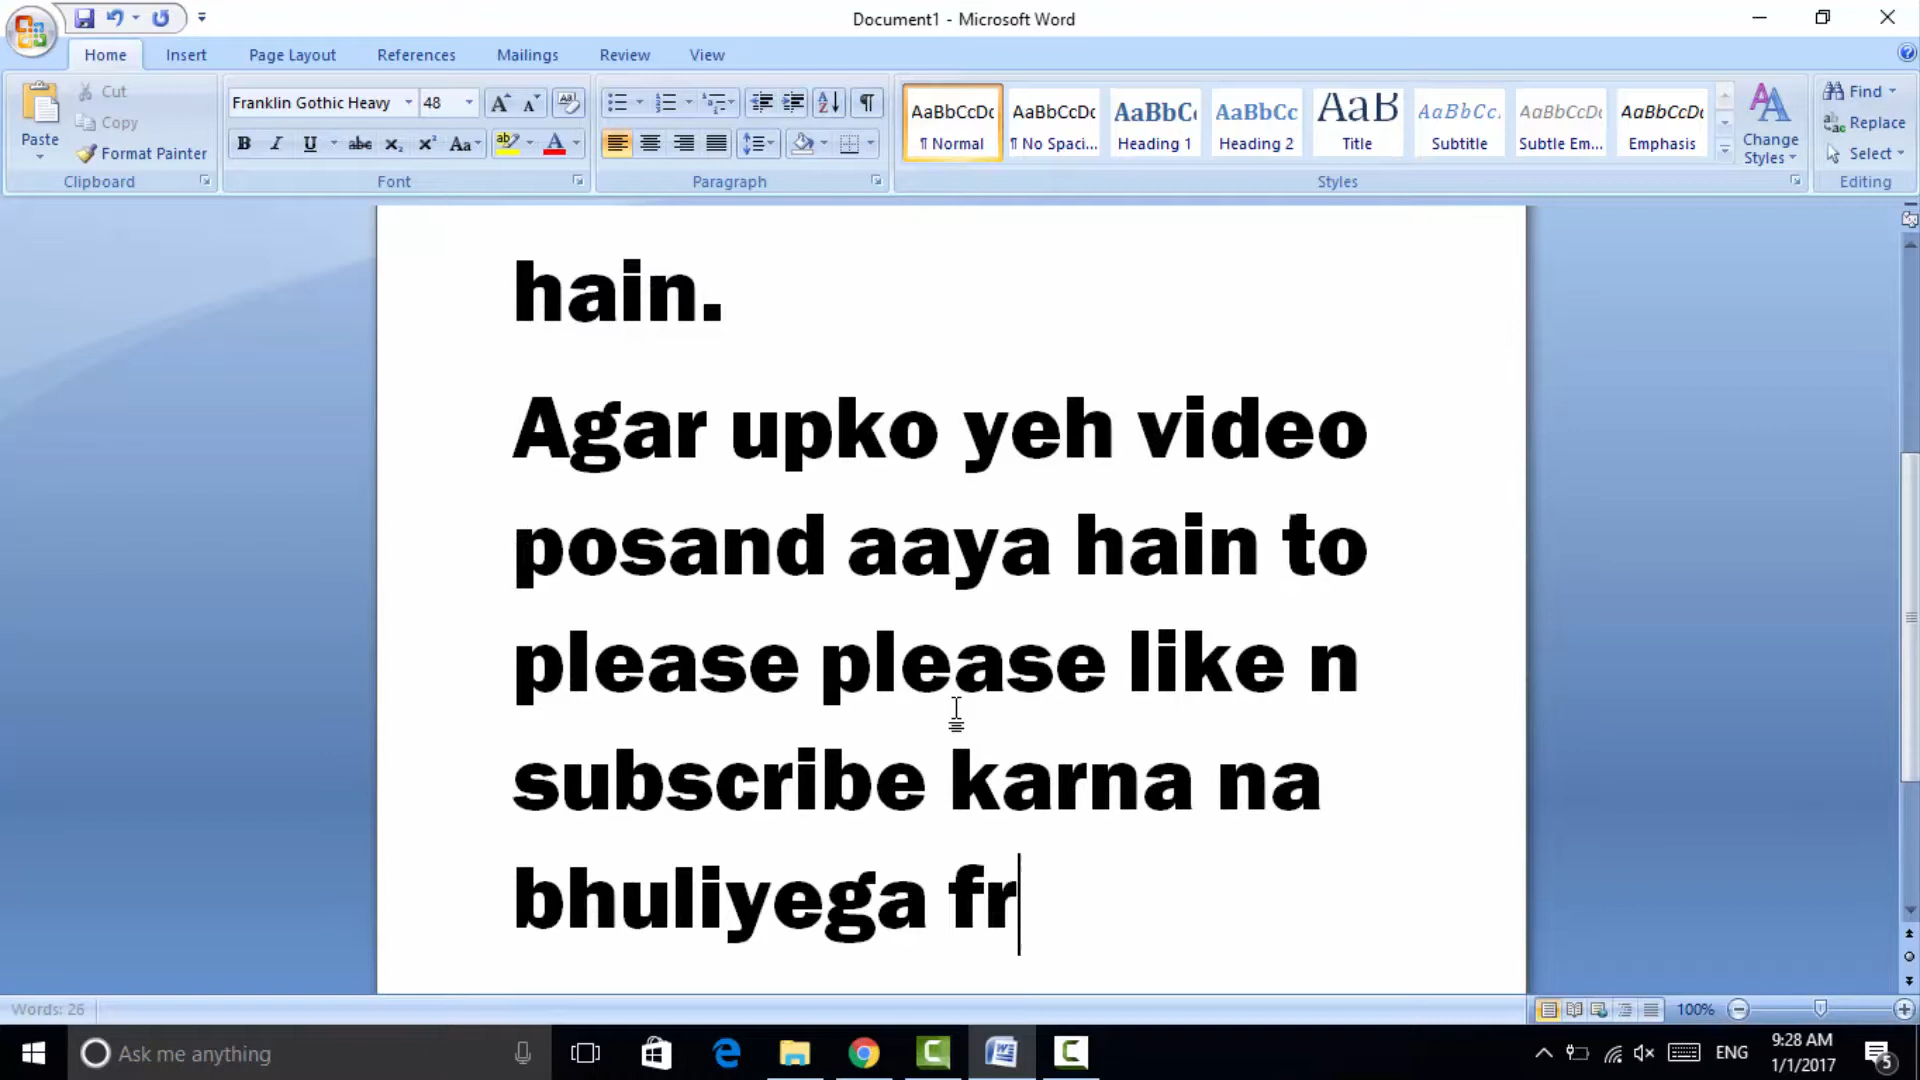 Document1 - Microsoft Word
Home Insert Page Layout References Mailings Review View
Cut
Copy
Format Painter
Paste
Clipboard
Franklin Gothic Heavy 48
Font
Paragraph
AaBbCcDc AaBbCcDc AaBbC AaBbCc AaB AaBbCc. AaBbCcDc AaBbCcDc
¶ Normal ¶ No Spaci... Heading 1 Heading 2 Title Subtitle Subtle Em... Emphasis
Change
Styles
Styles
Find
Replace
Select
Editing
hain.
Agar upko yeh video
posand aaya hain to
please please like n
subscribe karna na
bhuliyega fr
Words: 26
100%
Ask me anything
ENG
9:28 AM
1/1/2017
5